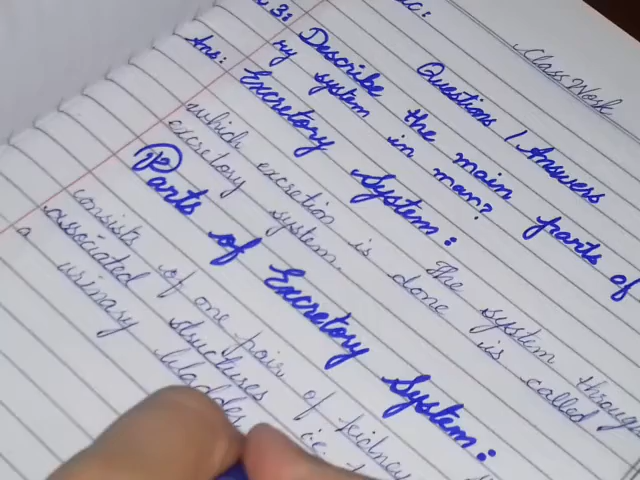 Class Work
Questions / Answers
3: Describe the main parts of
ry system in man?
Ans: Excretory System: The system through
which excretion is done is called
excretory system.
Parts of Excretory System:
consists of one pair of kidney
associated structures i.e.
a urinary bladder